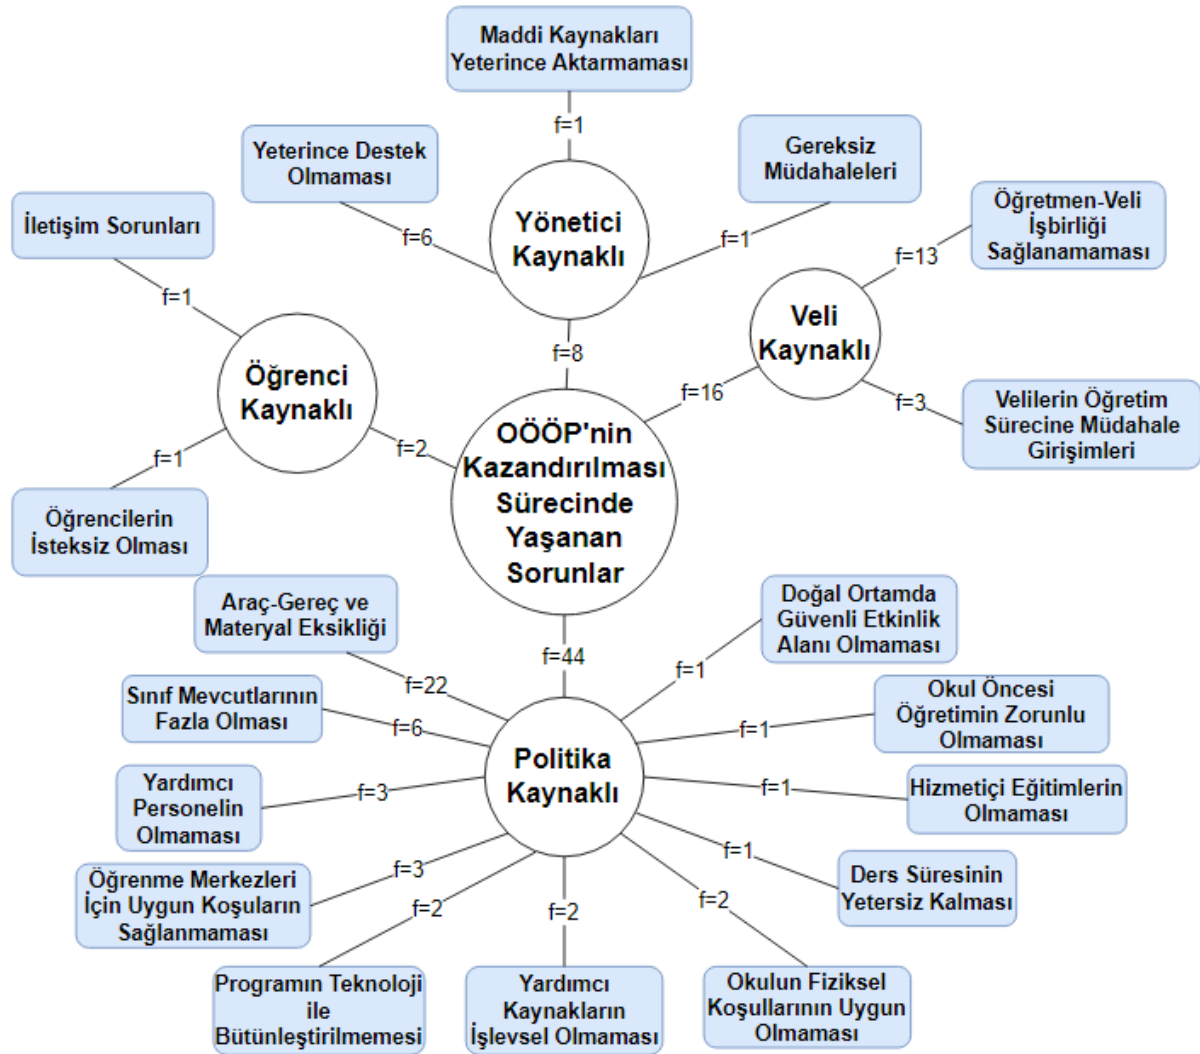 Maddi Kaynakları
Yeterince Aktarmaması
f=1
Yeterince Destek
Olmaması
f=6
Gereksiz
Müdahaleleri
f=1
Yönetici
Kaynaklı
f=8
İletişim Sorunları
f=1
Öğrenci
Kaynaklı
f=2
f=1
Öğrencilerin
İsteksiz Olması
Öğretmen-Veli
İşbirliği
Sağlanamaması
f=13
Veli
Kaynaklı
f=16
f=3
Velilerin Öğretim
Sürecine Müdahale
Girişimleri
OÖÖP'nin
Kazandırılması
Sürecinde
Yaşanan
Sorunlar
f=44
Politika
Kaynaklı
Araç-Gereç ve
Materyal Eksikliği
f=22
Sınıf Mevcutlarının
Fazla Olması
f=6
Yardımcı
Personelin
Olmaması
f=3
Öğrenme Merkezleri
İçin Uygun Koşuların
Sağlanmaması
f=3
Programın Teknoloji
ile
Bütünleştirilmemesi
f=2
Yardımcı
Kaynakların
İşlevsel Olmaması
f=2
Okulun Fiziksel
Koşullarının Uygun
Olmaması
f=2
Ders Süresinin
Yetersiz Kalması
f=1
Hizmetiçi Eğitimlerin
Olmaması
f=1
Okul Öncesi
Öğretimin Zorunlu
Olmaması
f=1
Doğal Ortamda
Güvenli Etkinlik
Alanı Olmaması
f=1